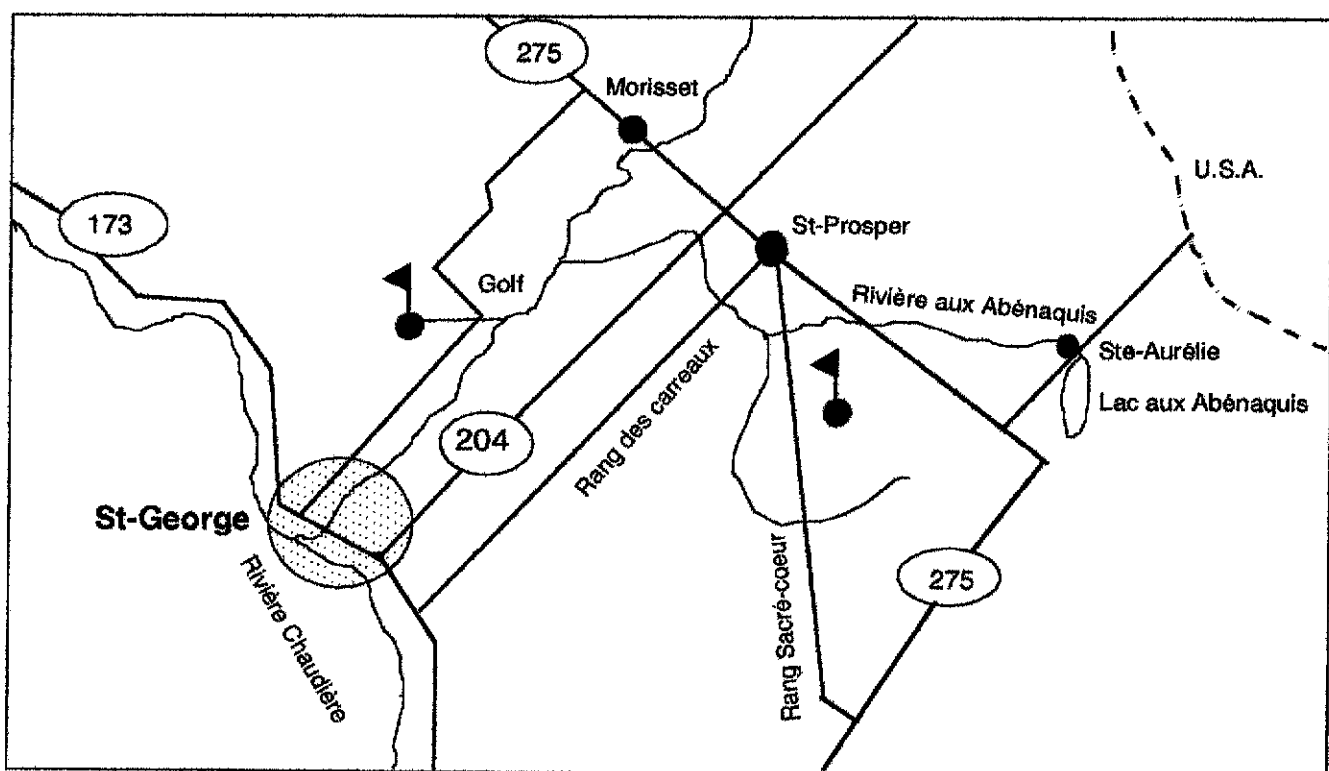 275
Morisset
U.S.A.
173
St-Prosper
Golf
Rivière aux Abénaquis
Ste-Aurélie
Lac aux Abénaquis
Rang des carreaux
204
St-George
Rivière Chaudière
275
Rang Sacré-coeur